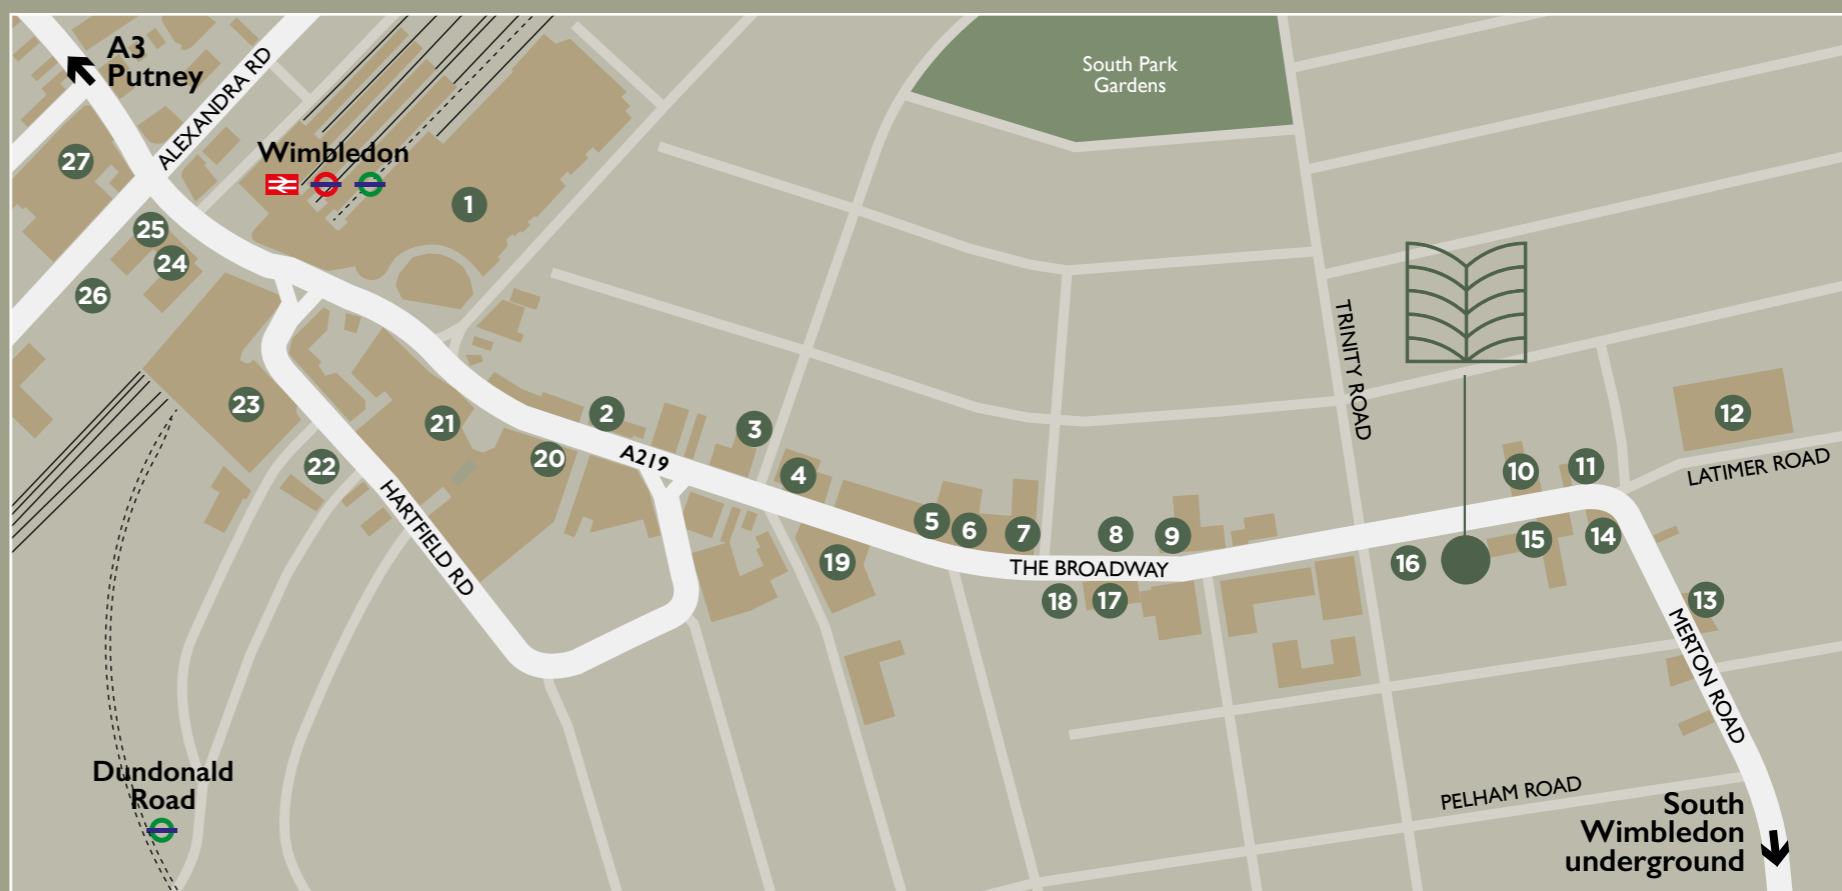 A3
Putney
ALEXANDRA RD
South Park
Gardens
Wimbledon
27
1
25
24
26
TRINITY ROAD
23
21
2
3
12
22
20
A219
4
10
11
LATIMER ROAD
HARTFIELD RD
5
6
7
8
9
15
14
19
THE BROADWAY
16
18
17
13
MERTON ROAD
Dundonald
Road
PELHAM ROAD
South
Wimbledon
underground